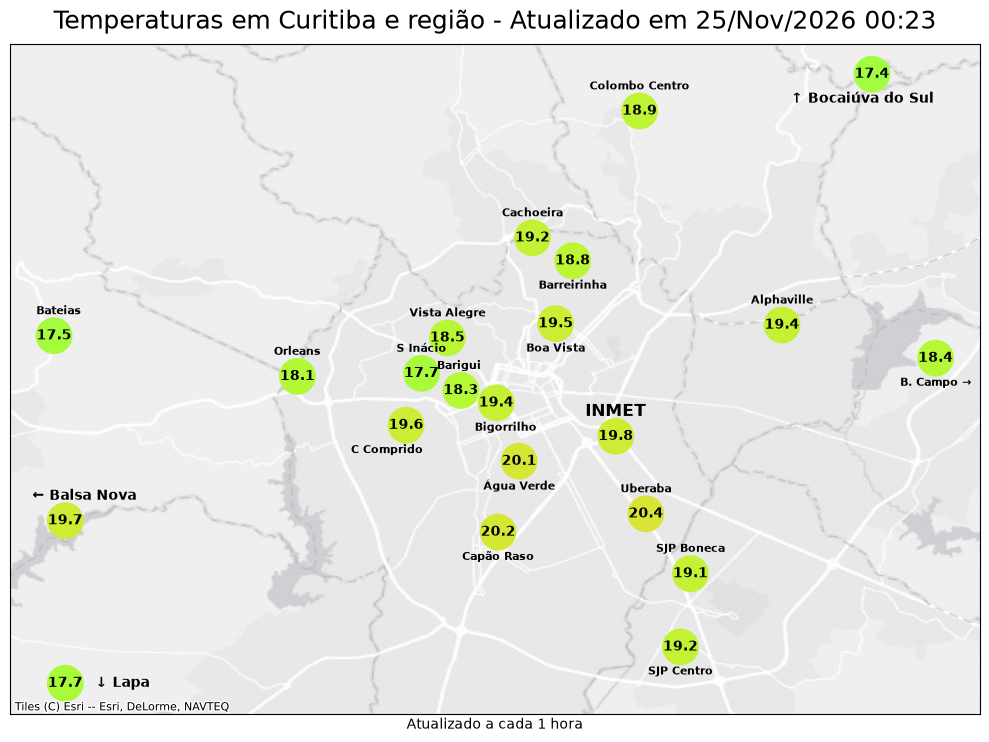 Temperaturas em Curitiba e região - Atualizado em 25/Nov/2026 00:23
17.4
↑ Bocaiúva do Sul
Colombo Centro
18.9
Cachoeira
19.2
18.8
Barreirinha
Bateias
17.5
Vista Alegre
18.5
19.5
Boa Vista
Alphaville
19.4
18.4
B. Campo →
Orleans
18.1
S Inácio
17.7
Barigui
18.3
19.4
Bigorrilho
19.6
C Comprido
INMET
19.8
20.1
Água Verde
← Balsa Nova
19.7
Uberaba
20.4
20.2
Capão Raso
SJP Boneca
19.1
19.2
SJP Centro
17.7 ↓ Lapa
Tiles (C) Esri -- Esri, DeLorme, NAVTEQ
Atualizado a cada 1 hora